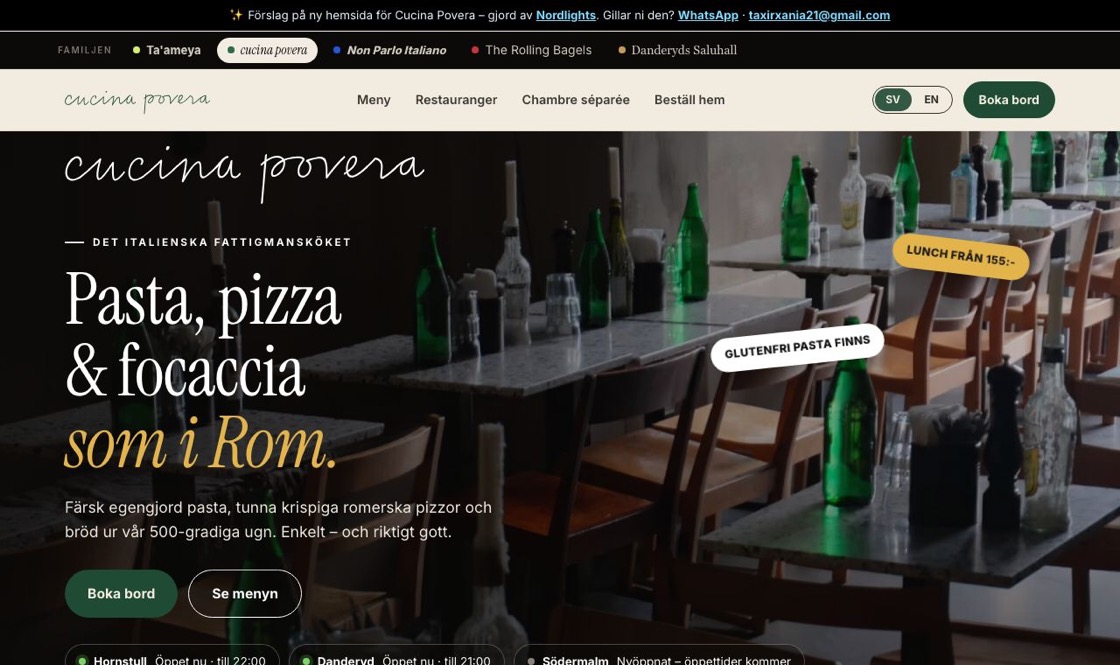 ✨ Förslag på ny hemsida för Cucina Povera – gjord av Nordlights. Gillar ni den? WhatsApp · taxirxania21@gmail.com
FAMILJEN Ta'ameya cucina povera Non Parlo Italiano The Rolling Bagels Danderyds Saluhall
cucina povera Meny Restauranger Chambre séparée Beställ hem SV EN Boka bord
cucina povera
DET ITALIENSKA FATTIGMANSKÖKET
LUNCH FRÅN 155:-
Pasta, pizza
GLUTENFRI PASTA FINNS
& focaccia
som i Rom.
Färsk egengjord pasta, tunna krispiga romerska pizzor och
bröd ur vår 500-gradiga ugn. Enkelt – och riktigt gott.
Boka bord Se menyn
Hornstull Öppet nu · till 22:00 Danderyd Öppet nu · till 21:00 Södermalm Nyöppnat – öppettider kommer